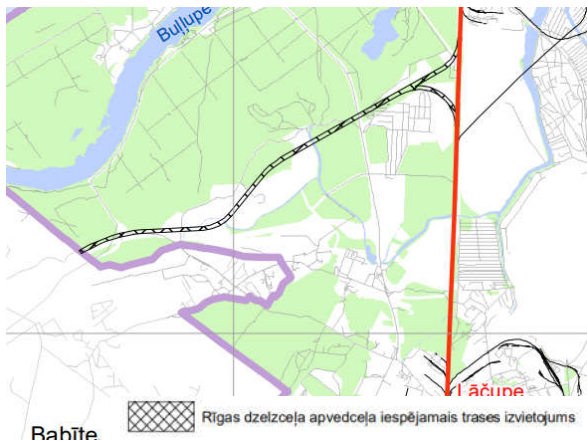 Buļļupe
Lāčupe
Rīgas dzelzceļa apvedceļa iespējamais trases izvietojums
Babīte,